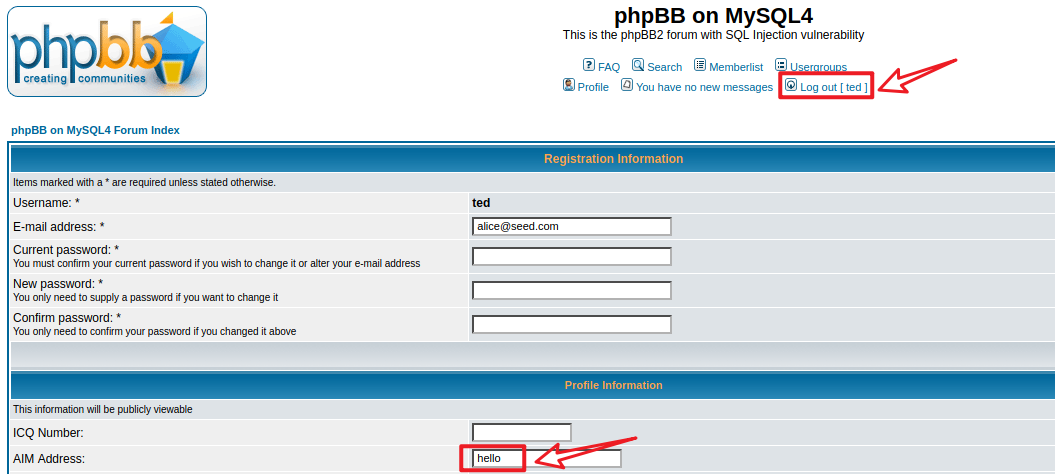 phpBB
creating communities
phpBB on MySQL4
This is the phpBB2 forum with SQL Injection vulnerability
FAQ Search Memberlist Usergroups
Profile You have no new messages Log out [ ted ]
phpBB on MySQL4 Forum Index
Registration Information
Items marked with a * are required unless stated otherwise.
Username: * ted
E-mail address: * alice@seed.com
Current password: *
You must confirm your current password if you wish to change it or alter your e-mail address
New password: *
You only need to supply a password if you want to change it
Confirm password: *
You only need to confirm your password if you changed it above
Profile Information
This information will be publicly viewable
ICQ Number:
AIM Address: hello